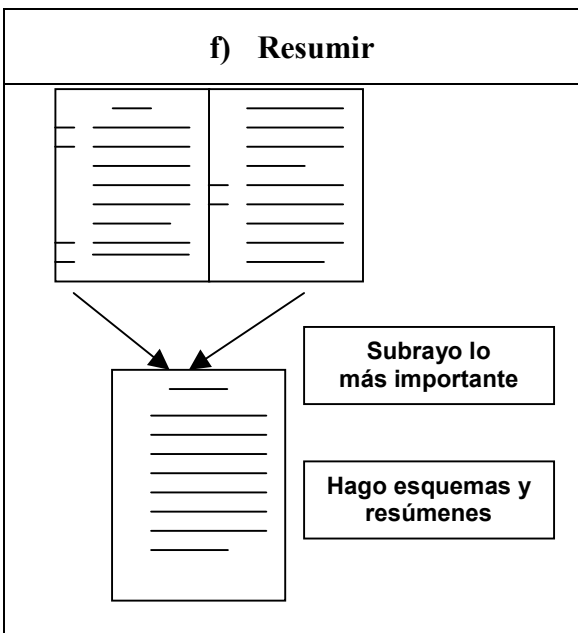 f) Resumir
Subrayo lo
más importante
Hago esquemas y
resúmenes